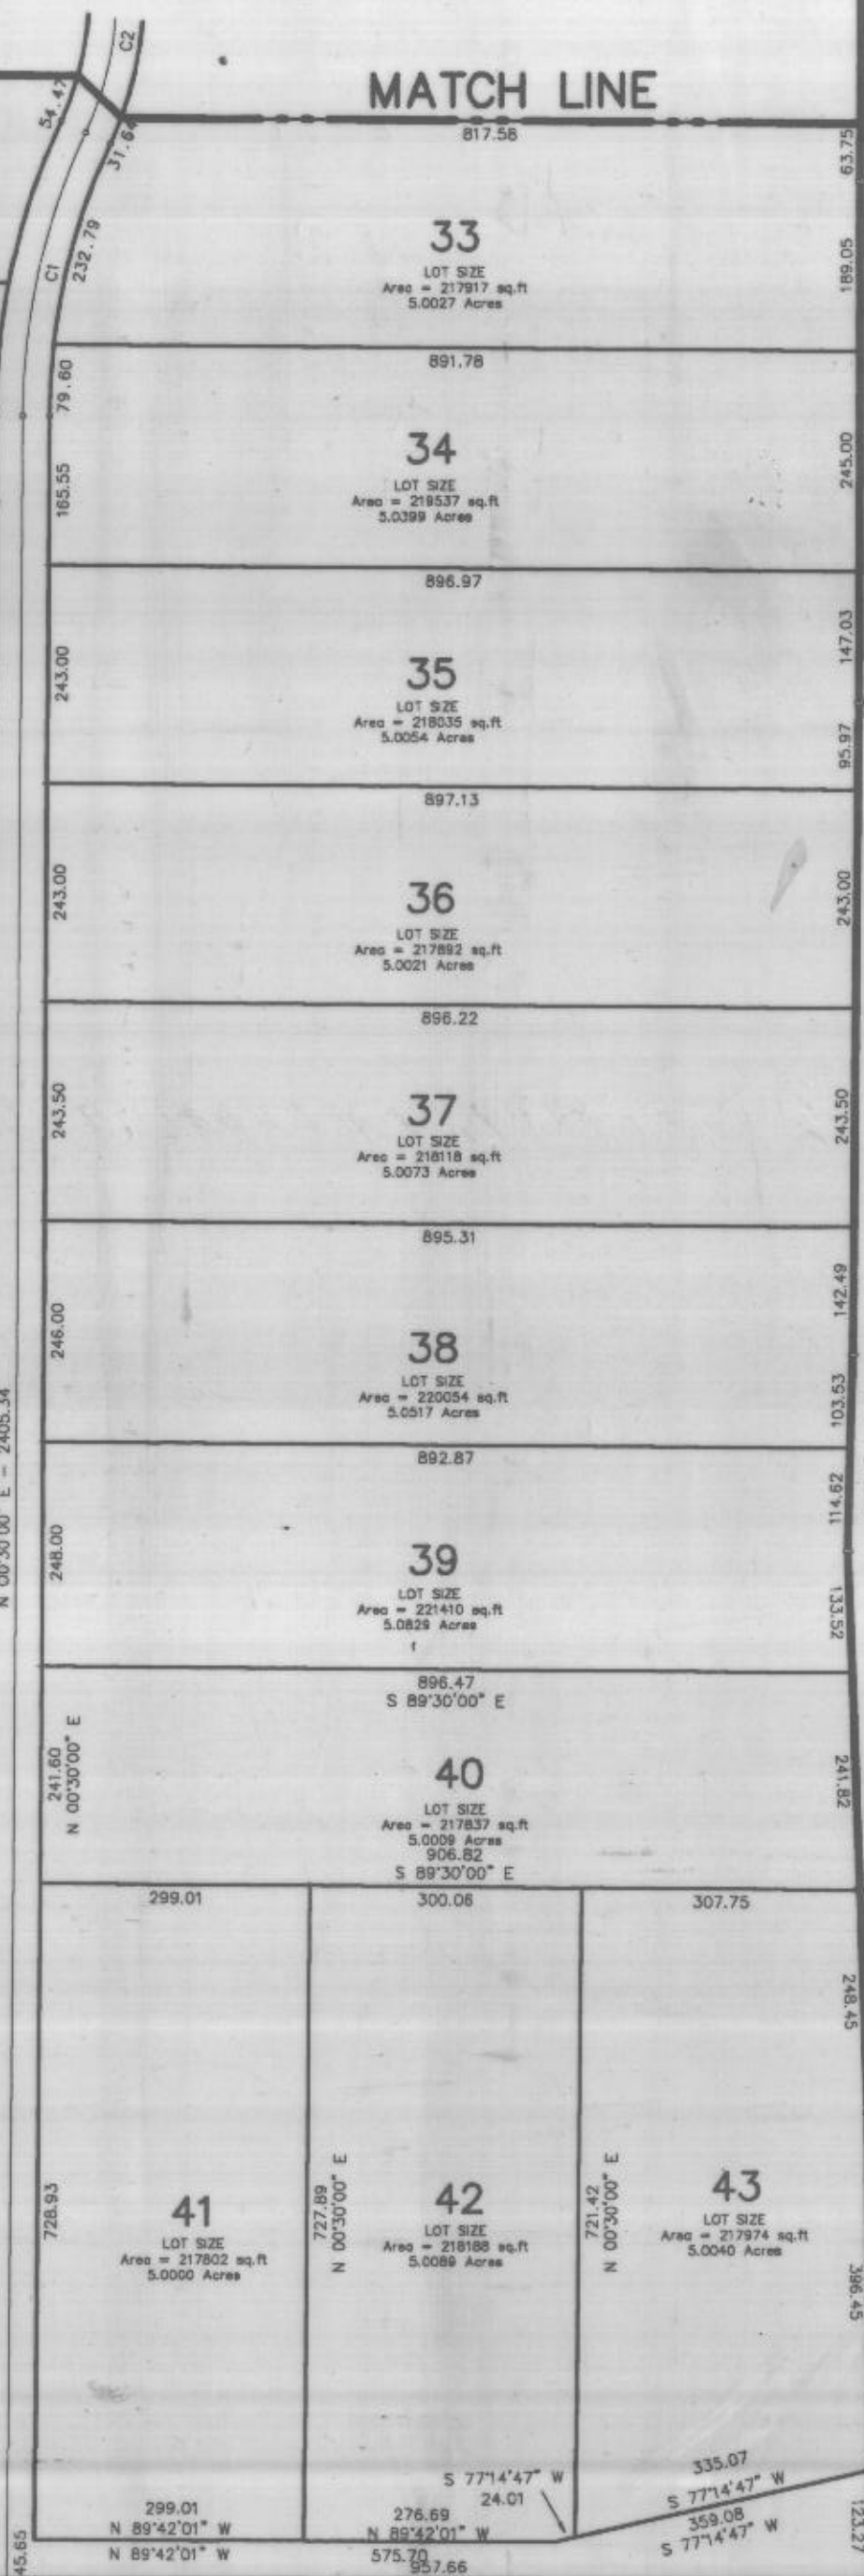 C2
MATCH LINE
54.47
31.64
817.58
63.75
C1
232.79
33
LOT SIZE
Area = 217917 sq.ft
5.0027 Acres
189.05
891.78
79.60
165.55
34
LOT SIZE
Area = 219537 sq.ft
5.0399 Acres
245.00
896.97
243.00
35
LOT SIZE
Area = 218035 sq.ft
5.0054 Acres
147.03
95.97
897.13
243.00
36
LOT SIZE
Area = 217892 sq.ft
5.0021 Acres
243.00
896.22
243.50
37
LOT SIZE
Area = 218118 sq.ft
5.0073 Acres
243.50
895.31
246.00
38
LOT SIZE
Area = 220054 sq.ft
5.0517 Acres
142.49
103.53
N 00°30'00" E - 2405.34
892.87
248.00
39
LOT SIZE
Area = 221410 sq.ft
5.0829 Acres
114.62
133.52
896.47
S 89°30'00" E
241.60
N 00°30'00" E
40
LOT SIZE
Area = 217837 sq.ft
5.0009 Acres
241.82
906.82
S 89°30'00" E
299.01
300.06
307.75
248.45
728.93
41
LOT SIZE
Area = 217802 sq.ft
5.0000 Acres
727.89
N 00°30'00" E
42
LOT SIZE
Area = 218188 sq.ft
5.0089 Acres
721.42
N 00°30'00" E
43
LOT SIZE
Area = 217974 sq.ft
5.0040 Acres
396.45
S 77°14'47" W
24.01
335.07
S 77°14'47" W
359.08
S 77°14'47" W
123.27
299.01
N 89°42'01" W
276.69
N 89°42'01" W
N 89°42'01" W
575.70
957.66
45.65